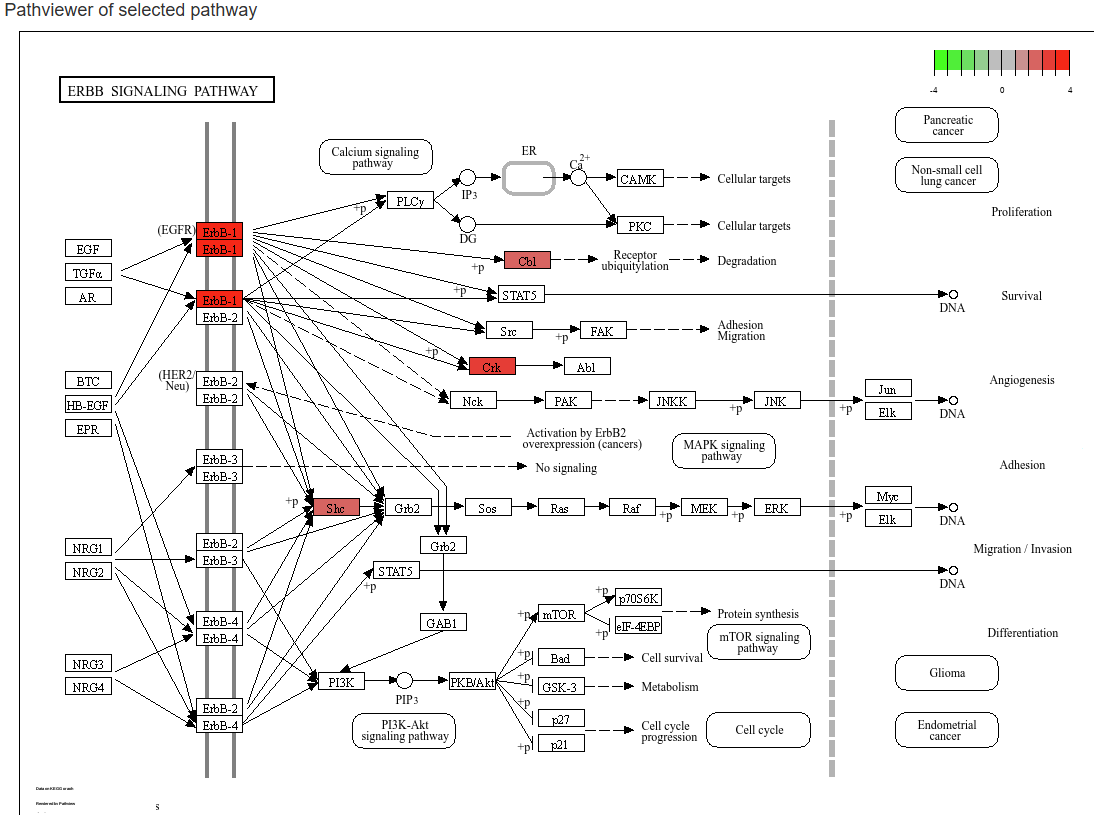 Pathviewer of selected pathway
-4
0
4
ERBB SIGNALING PATHWAY
Pancreatic
cancer
Calcium signaling
pathway
ER
Ca2+
IP3
CAMK
Cellular targets
Non-small cell
lung cancer
+p
PLCγ
DG
PKC
Cellular targets
Proliferation
(EGFR)
ErbB-1
ErbB-1
EGF
TGFα
AR
+p
Cbl
Receptor
ubiquitylation
Degradation
ErbB-1
ErbB-2
+p
STAT5
DNA
Survival
Src
+p
FAK
Adhesion
Migration
+p
Crk
Abl
BTC
HB-EGF
EPR
(HER2/
Neu)
ErbB-2
ErbB-2
Nck
PAK
JNKK
+p
JNK
+p
Jun
Elk
DNA
Angiogenesis
Activation by ErbB2
overexpression (cancers)
MAPK signaling
pathway
ErbB-3
ErbB-3
No signaling
Adhesion
+p
Shc
Grb2
Sos
Ras
Raf
+p
MEK
+p
ERK
+p
Myc
Elk
DNA
NRG1
NRG2
ErbB-2
ErbB-3
Grb2
Migration / Invasion
STAT5
+p
DNA
ErbB-4
ErbB-4
GAB1
+p
mTOR
+p
p70S6K
+p
eIF-4EBP
Protein synthesis
mTOR signaling
pathway
Differentiation
NRG3
NRG4
PI3K
PIP3
PKB/Akt
+p
Bad
Cell survival
+p
GSK-3
Metabolism
Glioma
ErbB-2
ErbB-4
PI3K-Akt
signaling pathway
+p
p27
+p
p21
Cell cycle
progression
Cell cycle
Endometrial
cancer
Data on KEGG graph
Rendered by Pathview
s